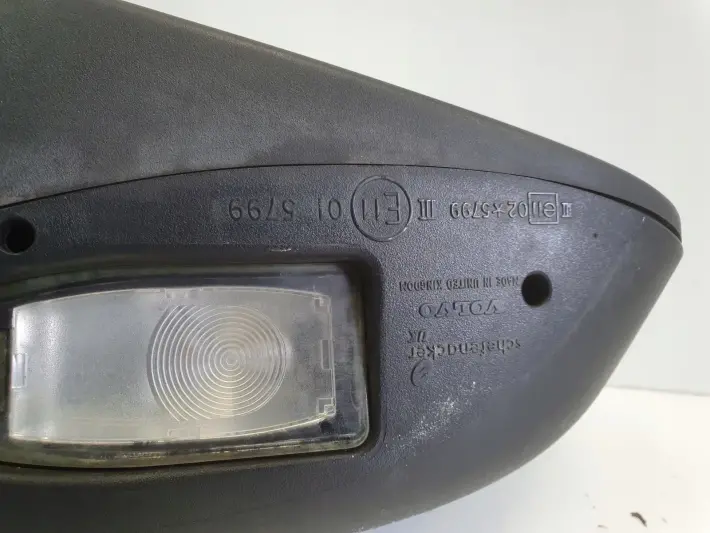 III e11 02*5799
III E11 01 5799
MADE IN UNITED KINGDOM
VOLVO
schefenacker
UK